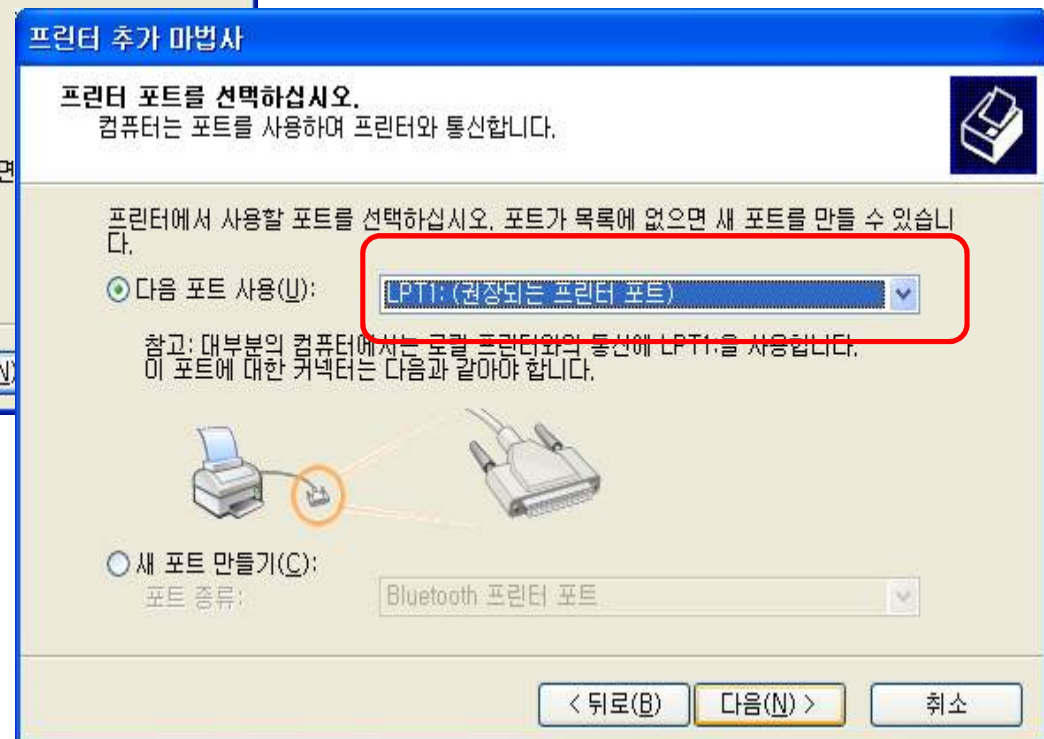 프린터 추가 마법사
프린터 포트를 선택하십시오.
컴퓨터는 포트를 사용하여 프린터와 통신합니다.
면
프린터에서 사용할 포트를 선택하십시오. 포트가 목록에 없으면 새 포트를 만들 수 있습니
다.
다음 포트 사용(U): LPT1: (권장되는 프린터 포트)
참고: 대부분의 컴퓨터에서는 로컬 프린터와의 통신에 LPT1:을 사용합니다.
이 포트에 대한 커넥터는 다음과 같아야 합니다.
N)
새 포트 만들기(C):
포트 종류: Bluetooth 프린터 포트
< 뒤로(B) 다음(N) > 취소